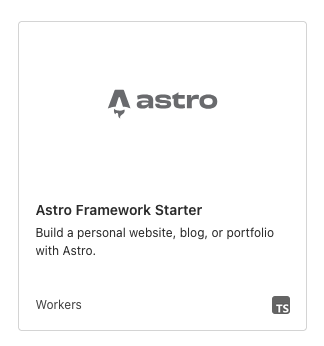 astro
Astro Framework Starter
Build a personal website, blog, or portfolio
with Astro.
Workers
TS